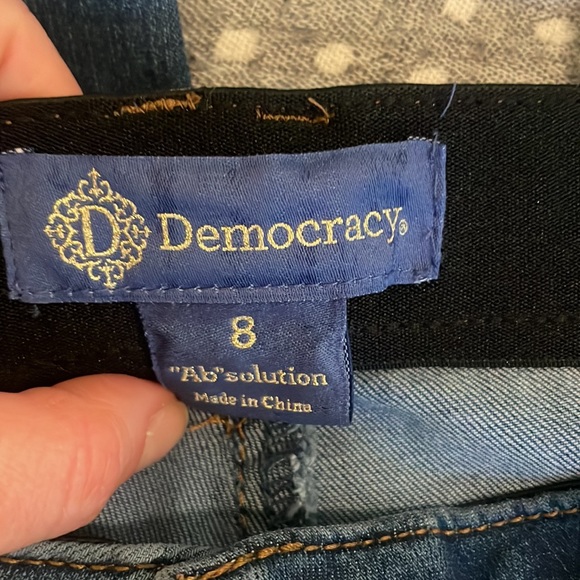 D Democracy®
8
"Ab"solution
Made in China